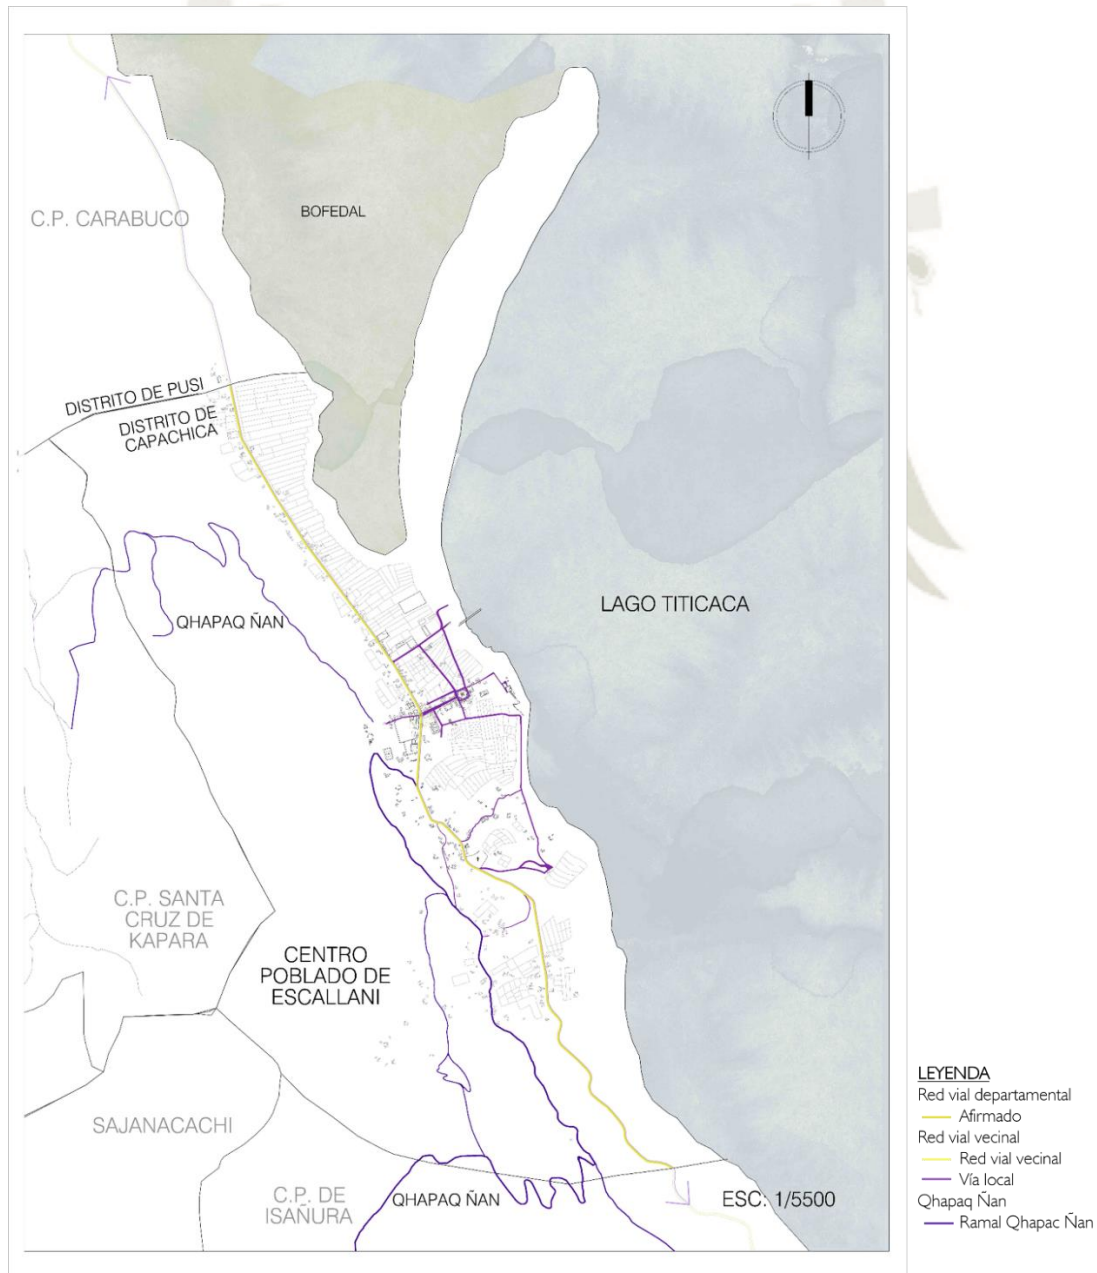 C.P. CARABUCO
BOFEDAL
DISTRITO DE PUSI
DISTRITO DE
CAPACHICA
QHAPAQ ÑAN
LAGO TITICACA
C.P. SANTA
CRUZ DE
KAPARA
CENTRO
POBLADO DE
ESCALLANI
SAJANACACHI
C.P. DE
ISAÑURA
QHAPAQ ÑAN
ESC: 1/5500
LEYENDA
Red vial departamental
Afirmado
Red vial vecinal
Red vial vecinal
Vía local
Qhapaq Ñan
Ramal Qhapac Ñan